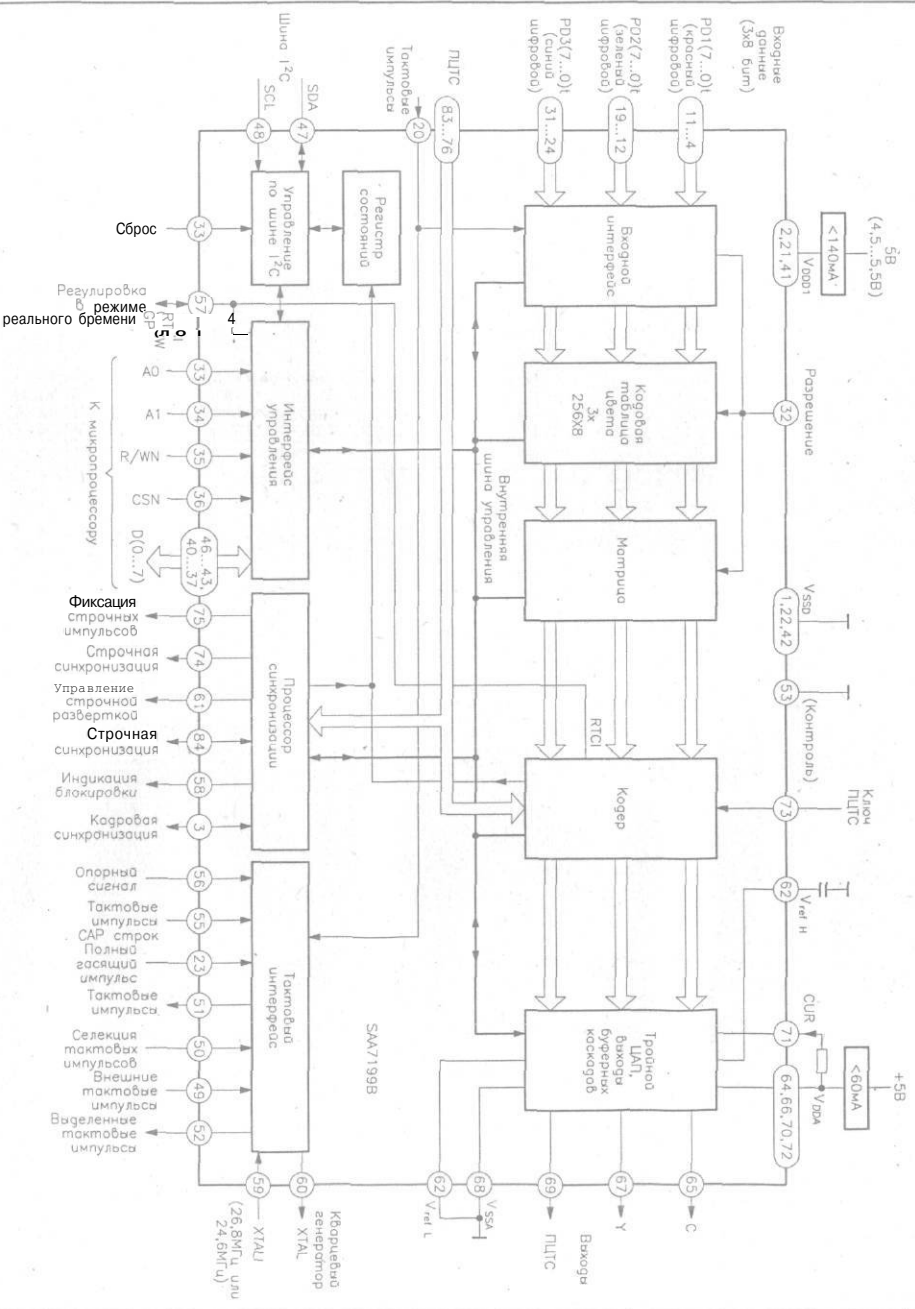 Входные
данные
(3x8 бит)
PD1(7...0)t
(красный
цифровой)
PD2(7...0)t
(зеленый
цифровой)
PD3(7...0)t
(синий
цифровой)
ПЦТС
Тактовые
импульсы
Шина I²C
SDA
SCL
11...4
19...12
31...24
83...76
20
47
48
5В
(4,5...5,5В)
<140мА
VDDD1
2,21,41
Разрешение
32
VSSD
1,22,42
53
(Контроль)
Ключ
ПЦТС
73
62
Vref H
CUR
71
+5В
<60мА
VDDA
64,66,70,72
Входной
интерфейс
Кодовая
таблица
цвета
3x
256X8
Матрица
Кодер
Тройной
ЦАП,
выходы
буферных
каскадов
RTCI
Внутренняя
шина управления
Регистр
состояний
Управление
по шине I²C
Интерфейс
управления
Процессор
синхронизации
Тактовый
интерфейс
SAA7199B
Сброс
33
Регулировка
в режиме
реального бремени
57
4
К микропроцессору
A0
33
A1
34
R/WN
35
CSN
36
D(0...7)
46...43,
40...37
Фиксация
строчных
импульсов
75
Строчная
синхронизация
74
Управление
строчной
разверткой
61
Строчная
синхронизация
84
Индикация
блокировки
58
Кадровая
синхронизация
3
Опорный
сигнал
56
Тактовые
импульсы
САР строк
55
Полный
гасящий
импульс
23
Тактовые
импульсы
51
Селекция
тактовых
импульсов
50
Внешние
тактовые
импульсы
49
Выделенные
тактовые
импульсы
52
65
C
67
Y
69
ПЦТС
Выходы
68
VSSA
62
Vref L
60
XTAL
59
XTALI
Кварцевый
генератор
(26,8МГц или
24,6МГц)